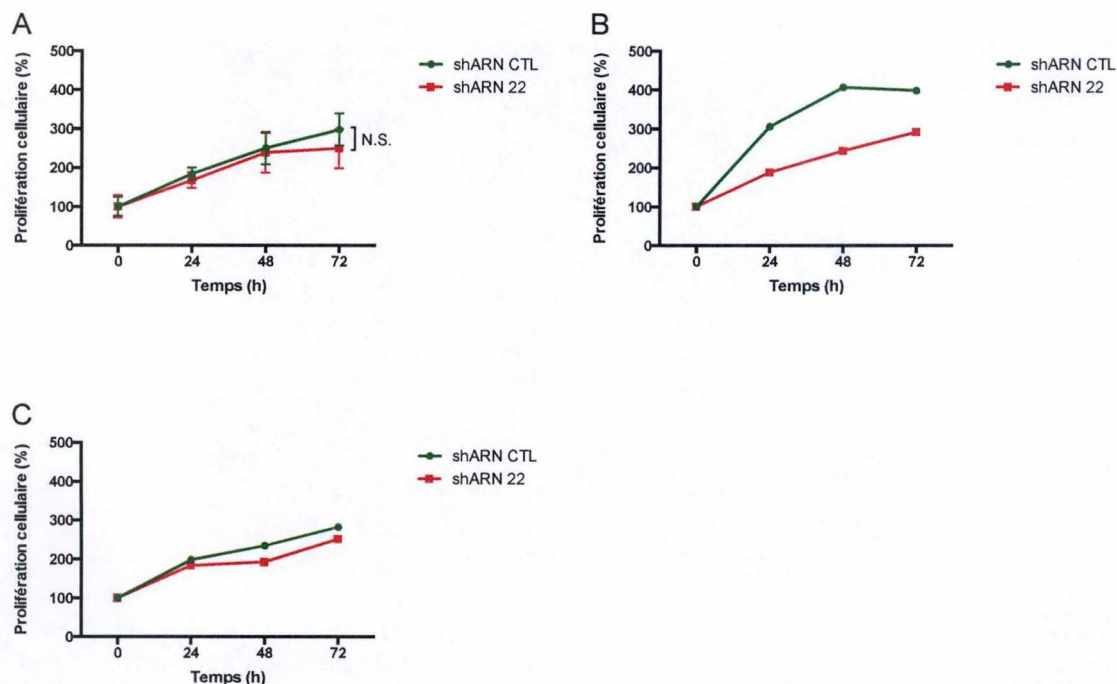 A
Prolifération cellulaire (%)
500
400
300
200
100
0
0 24 48 72
Temps (h)
shARN CTL
shARN 22
N.S.
B
Prolifération cellulaire (%)
500
400
300
200
100
0
0 24 48 72
Temps (h)
shARN CTL
shARN 22
C
Prolifération cellulaire (%)
500
400
300
200
100
0
0 24 48 72
Temps (h)
shARN CTL
shARN 22